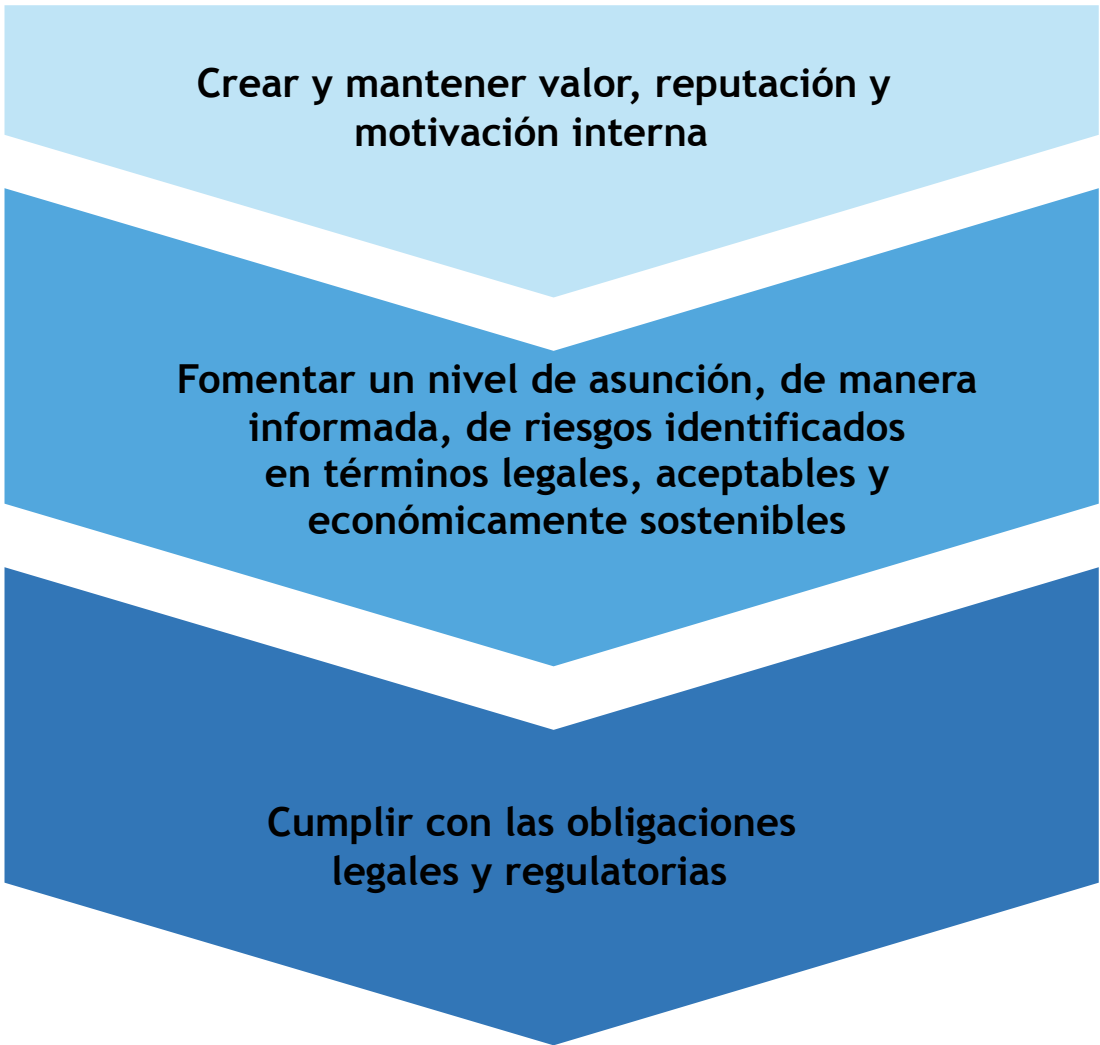 Crear y mantener valor, reputación y
motivación interna
Fomentar un nivel de asunción, de manera
informada, de riesgos identificados
en términos legales, aceptables y
económicamente sostenibles
Cumplir con las obligaciones
legales y regulatorias